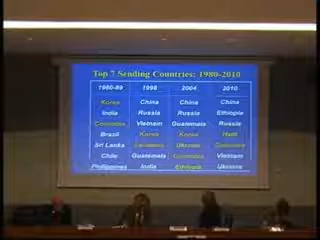 Top 7 Sending Countries: 1980-2010
1980-89 1998 2004 2010
Korea China China China
India Russia Russia Ethiopia
Colombia Vietnam Guatemala Russia
Brazil Korea Korea Haiti
Sri Lanka Colombia Ukraine Colombia
Chile Guatemala Colombia Vietnam
Philippines India Ethiopia Ukraine